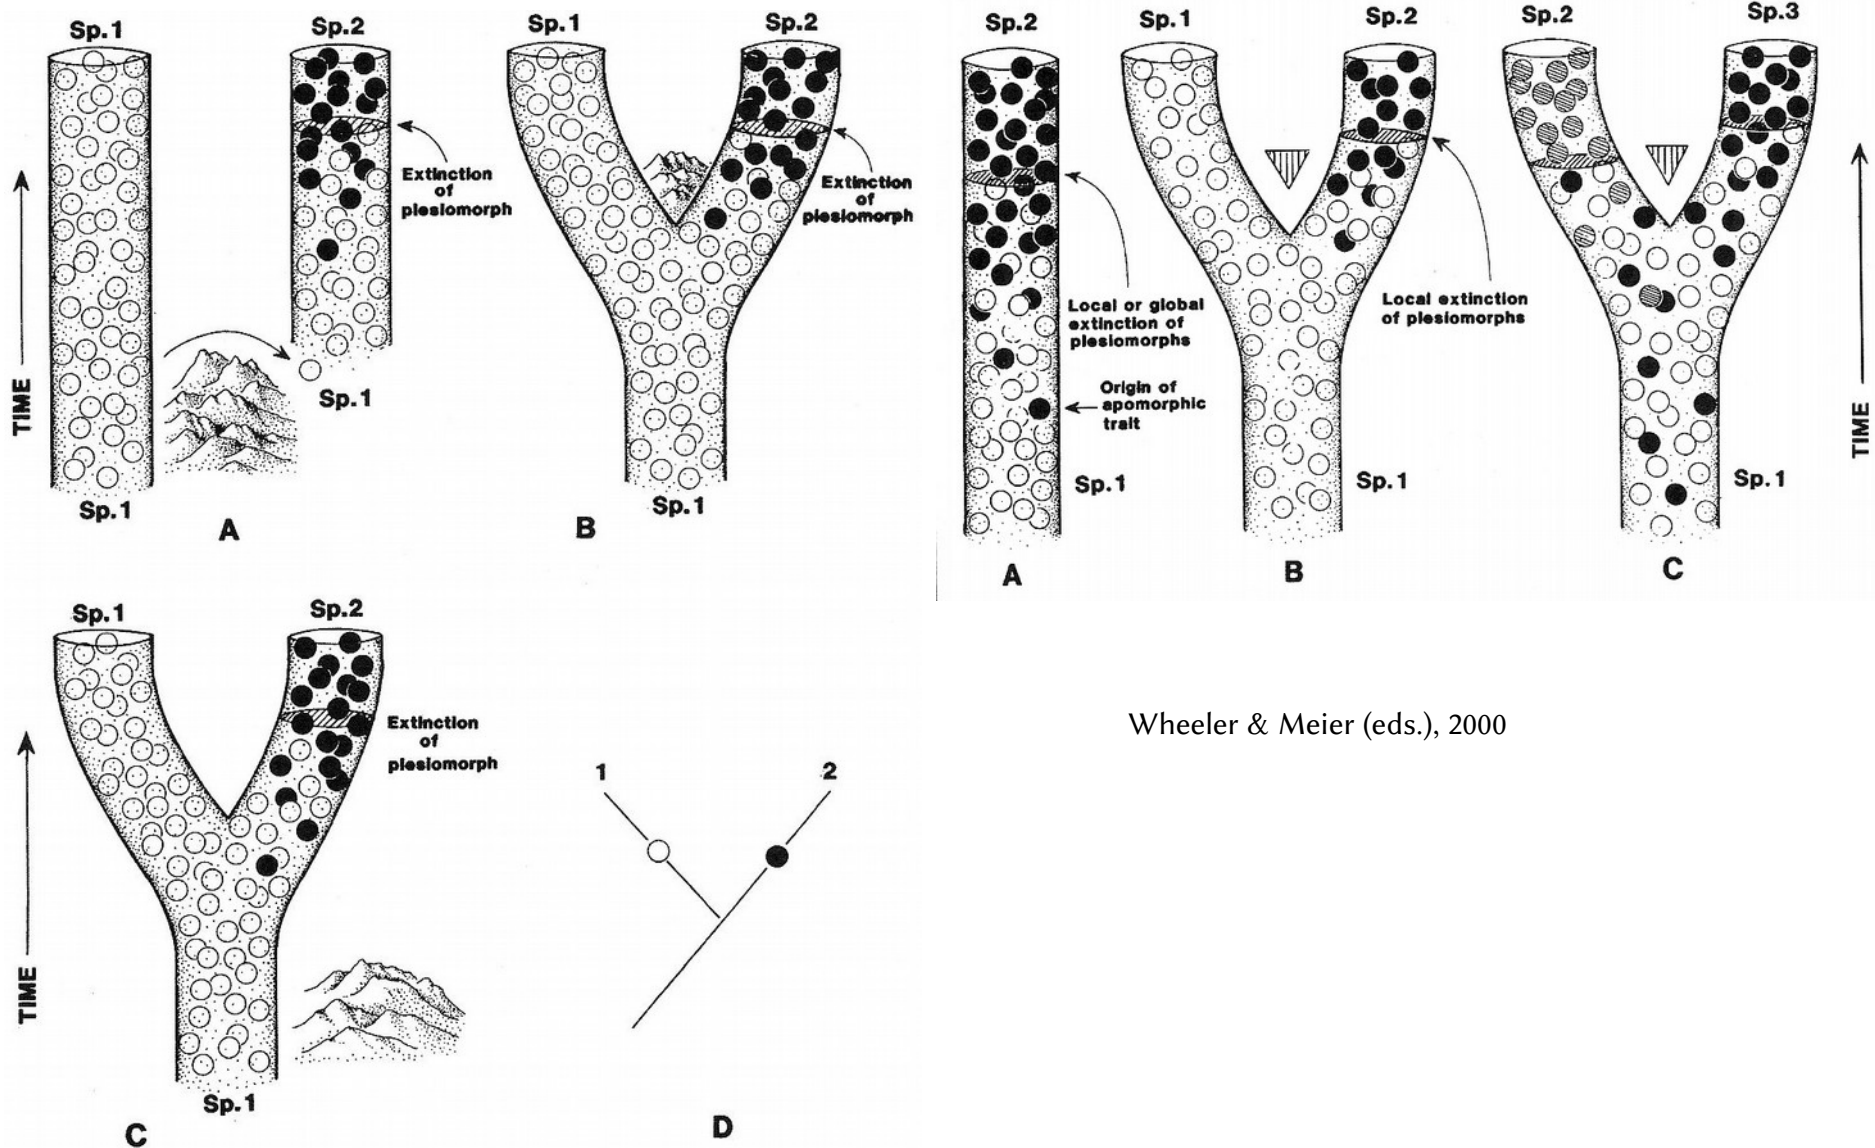 Sp.1
Sp.2
Extinction
of
plesiomorph
TIME
Sp.1
Sp.1
A
Sp.1
Sp.2
Extinction
of
plesiomorph
Sp.1
B
Sp.1
Sp.2
Extinction
of
plesiomorph
TIME
Sp.1
C
1
2
D
Sp.2
Local or global
extinction of
plesiomorphs
Origin of
apomorphic
trait
Sp.1
A
Sp.1
Sp.2
Local extinction
of plesiomorphs
Sp.1
B
Sp.2
Sp.3
TIE
Sp.1
C
Wheeler & Meier (eds.), 2000